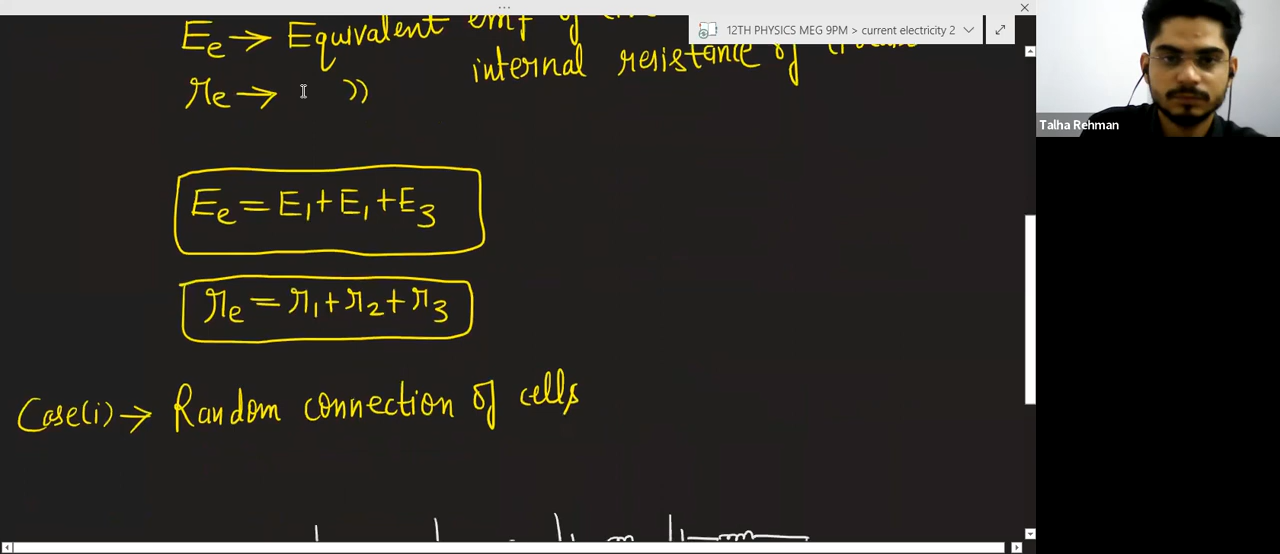 Ee → Equivalent emf of
12TH PHYSICS MEG 9PM > current electricity 2
internal resistance of
re → ))
Talha Rehman
Ee = E1 + E1 + E3
re = r1 + r2 + r3
Case(i) → Random connection of cells